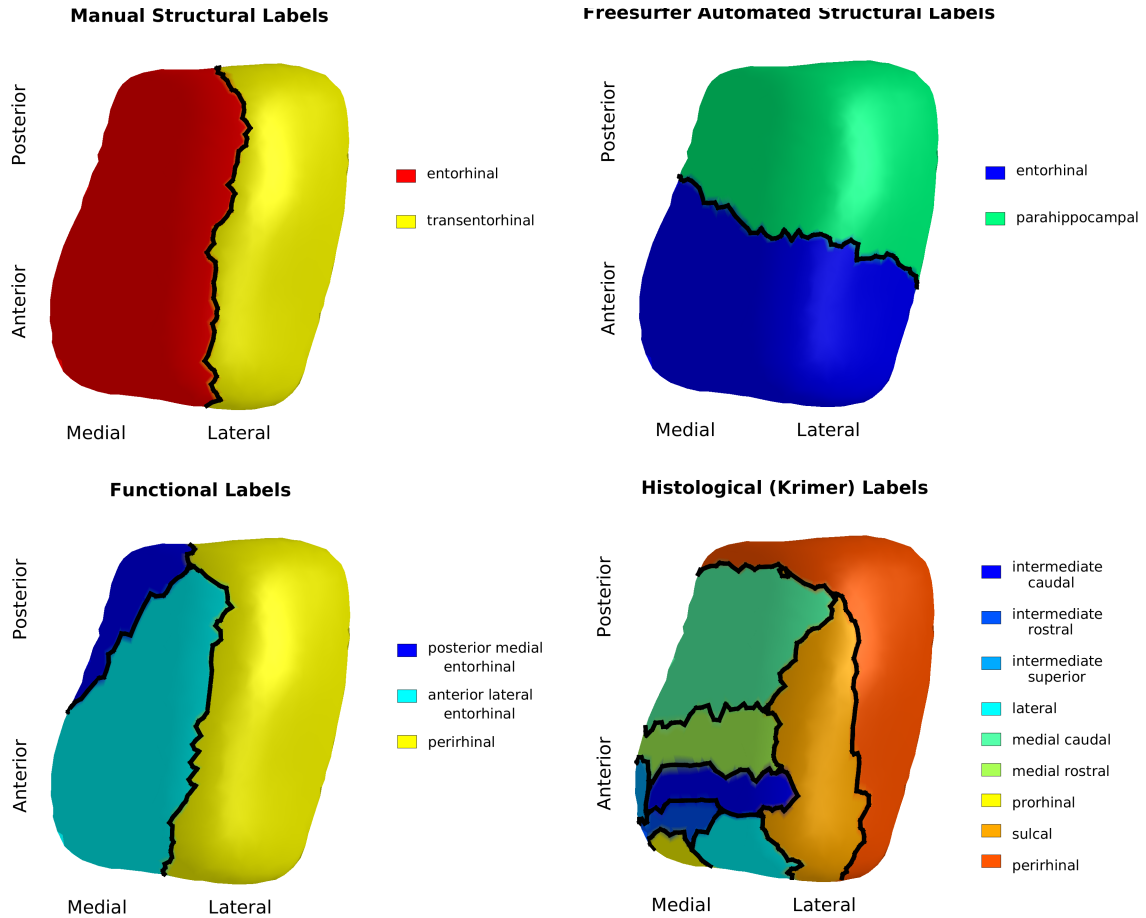 Manual Structural Labels
Freesurfer Automated Structural Labels
Posterior
Anterior
Medial
Lateral
entorhinal
transentorhinal
Posterior
Anterior
Medial
Lateral
entorhinal
parahippocampal
Functional Labels
Histological (Krimer) Labels
Posterior
Anterior
Medial
Lateral
posterior medial
entorhinal
anterior lateral
entorhinal
perirhinal
Posterior
Anterior
Medial
Lateral
intermediate
caudal
intermediate
rostral
intermediate
superior
lateral
medial caudal
medial rostral
prorhinal
sulcal
perirhinal